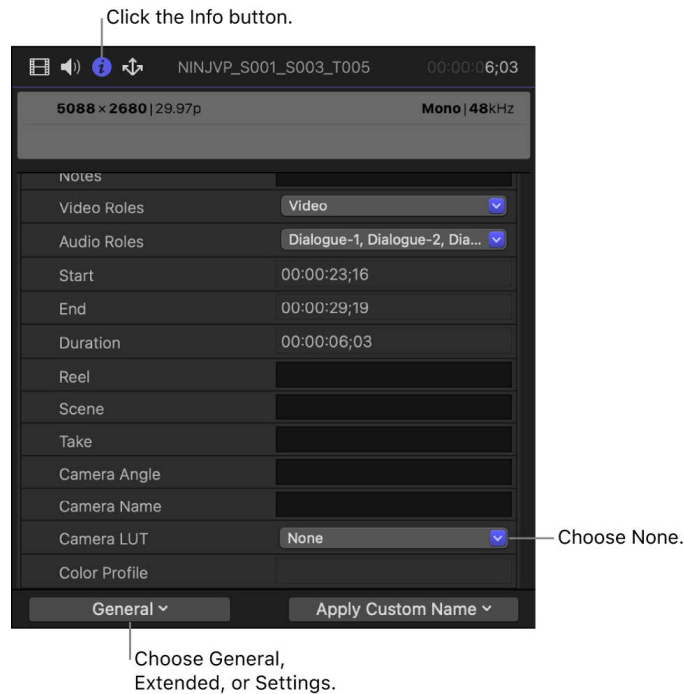 Click the Info button.
NINJVP_S001_S003_T005 00:00:06;03
5088 × 2680 | 29.97p Mono | 48kHz
Notes
Video Roles Video
Audio Roles Dialogue-1, Dialogue-2, Dia...
Start 00:00:23;16
End 00:00:29;19
Duration 00:00:06;03
Reel
Scene
Take
Camera Angle
Camera Name
Camera LUT None Choose None.
Color Profile
General Apply Custom Name
Choose General,
Extended, or Settings.